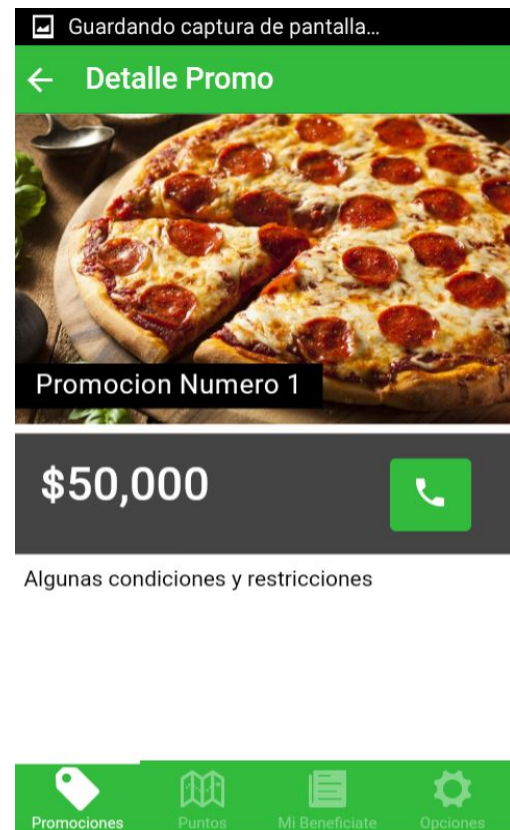 Guardando captura de pantalla...
Detalle Promo
Promocion Numero 1
$50,000
Algunas condiciones y restricciones
Promociones Puntos Mi Beneficiate Opciones